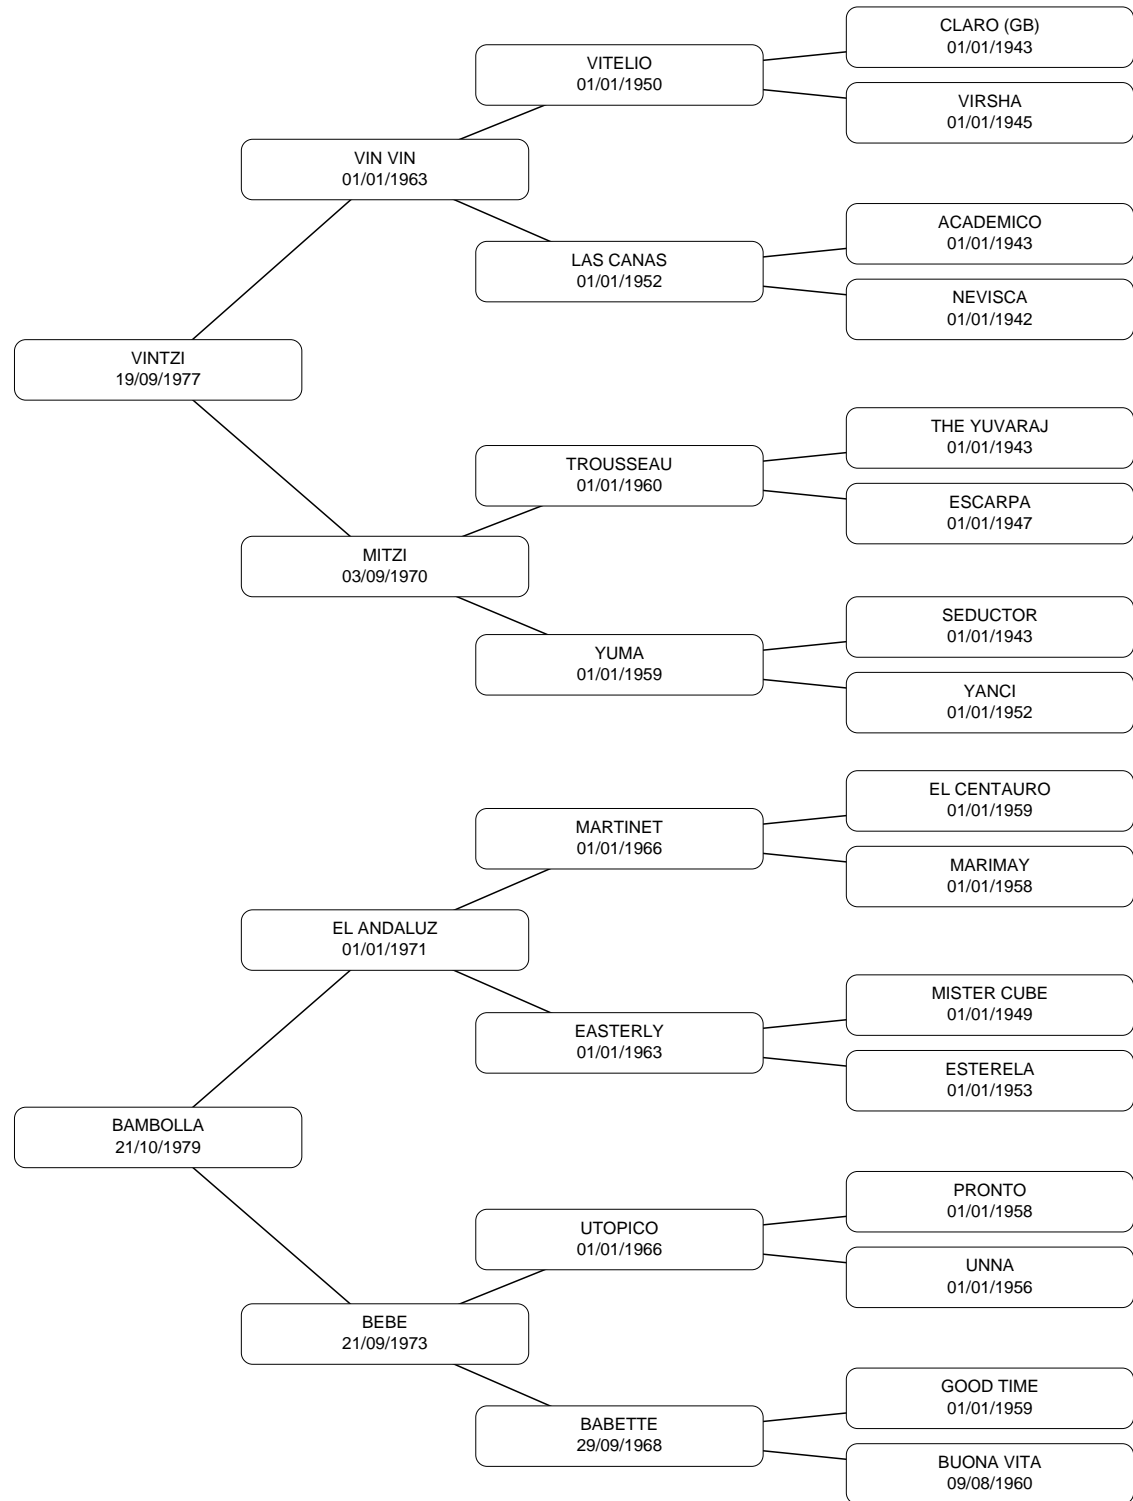 CLARO (GB)
01/01/1943
VITELIO
01/01/1950
VIRSHA
01/01/1945
VIN VIN
01/01/1963
ACADEMICO
01/01/1943
LAS CANAS
01/01/1952
NEVISCA
01/01/1942
VINTZI
19/09/1977
THE YUVARAJ
01/01/1943
TROUSSEAU
01/01/1960
ESCARPA
01/01/1947
MITZI
03/09/1970
SEDUCTOR
01/01/1943
YUMA
01/01/1959
YANCI
01/01/1952
EL CENTAURO
01/01/1959
MARTINET
01/01/1966
MARIMAY
01/01/1958
EL ANDALUZ
01/01/1971
MISTER CUBE
01/01/1949
EASTERLY
01/01/1963
ESTERELA
01/01/1953
BAMBOLLA
21/10/1979
PRONTO
01/01/1958
UTOPICO
01/01/1966
UNNA
01/01/1956
BEBE
21/09/1973
GOOD TIME
01/01/1959
BABETTE
29/09/1968
BUONA VITA
09/08/1960